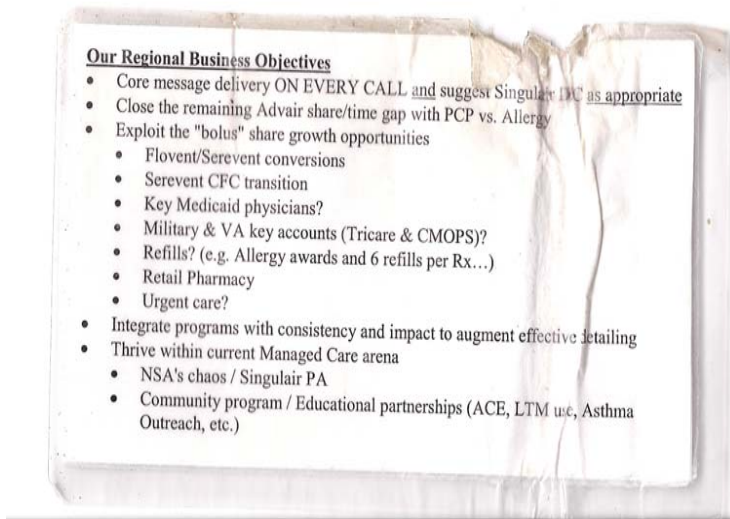 Our Regional Business Objectives
• Core message delivery ON EVERY CALL and suggest Singulair DC as appropriate
• Close the remaining Advair share/time gap with PCP vs. Allergy
• Exploit the "bolus" share growth opportunities
• Flovent/Serevent conversions
• Serevent CFC transition
• Key Medicaid physicians?
• Military & VA key accounts (Tricare & CMOPS)?
• Refills? (e.g. Allergy awards and 6 refills per Rx…)
• Retail Pharmacy
• Urgent care?
• Integrate programs with consistency and impact to augment effective detailing
• Thrive within current Managed Care arena
• NSA's chaos / Singulair PA
• Community program / Educational partnerships (ACE, LTM use, Asthma
Outreach, etc.)